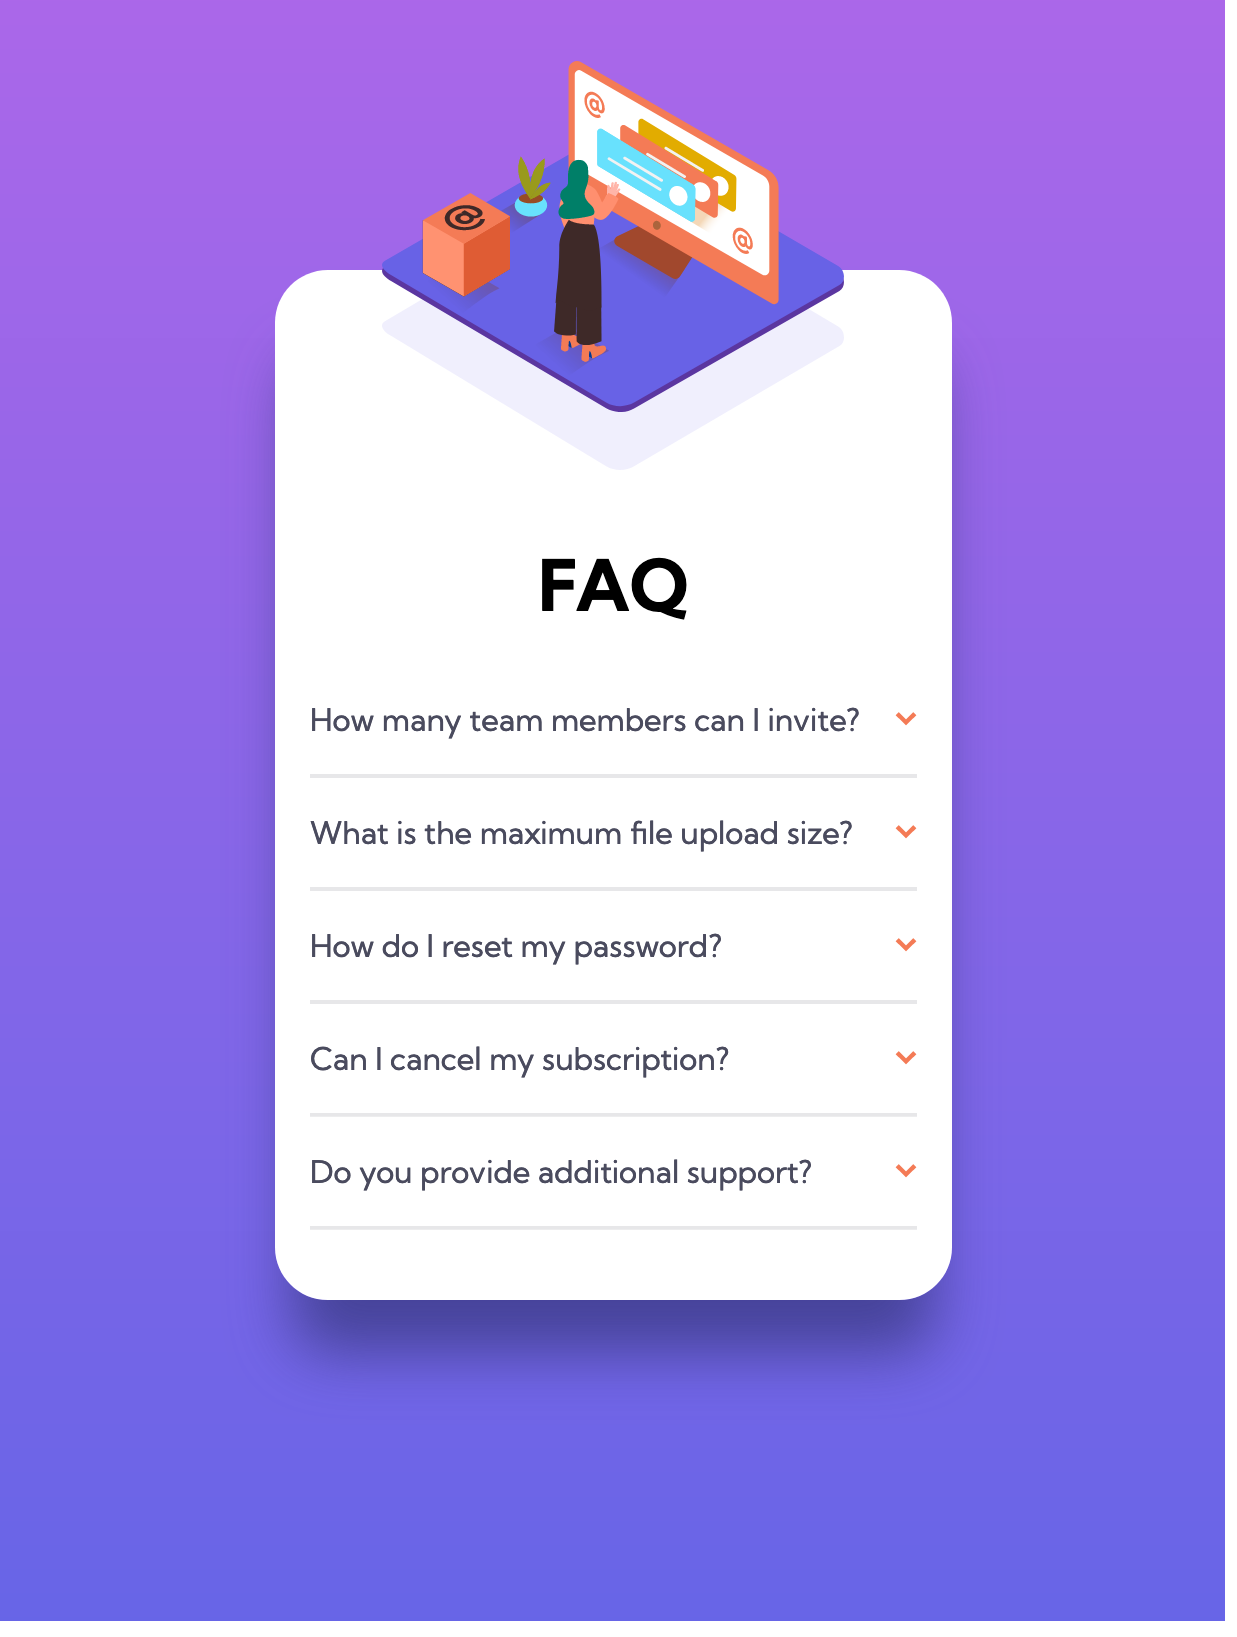 @
@
@
FAQ
How many team members can I invite?
What is the maximum file upload size?
How do I reset my password?
Can I cancel my subscription?
Do you provide additional support?